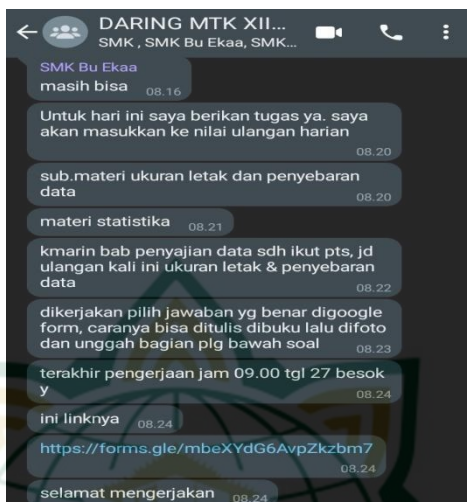 DARING MTK XII...
SMK , SMK Bu Ekaa, SMK...
SMK Bu Ekaa
masih bisa 08.16
Untuk hari ini saya berikan tugas ya. saya
akan masukkan ke nilai ulangan harian
08.20
sub.materi ukuran letak dan penyebaran
data 08.20
materi statistika 08.21
kmarin bab penyajian data sdh ikut pts, jd
ulangan kali ini ukuran letak & penyebaran
data 08.22
dikerjakan pilih jawaban yg benar digoogle
form, caranya bisa ditulis dibuku lalu difoto
dan unggah bagian plg bawah soal 08.23
terakhir pengerjaan jam 09.00 tgl 27 besok
y 08.24
ini linknya 08.24
https://forms.gle/mbeXYdG6AvpZkzbm7
08.24
selamat mengerjakan 08.24